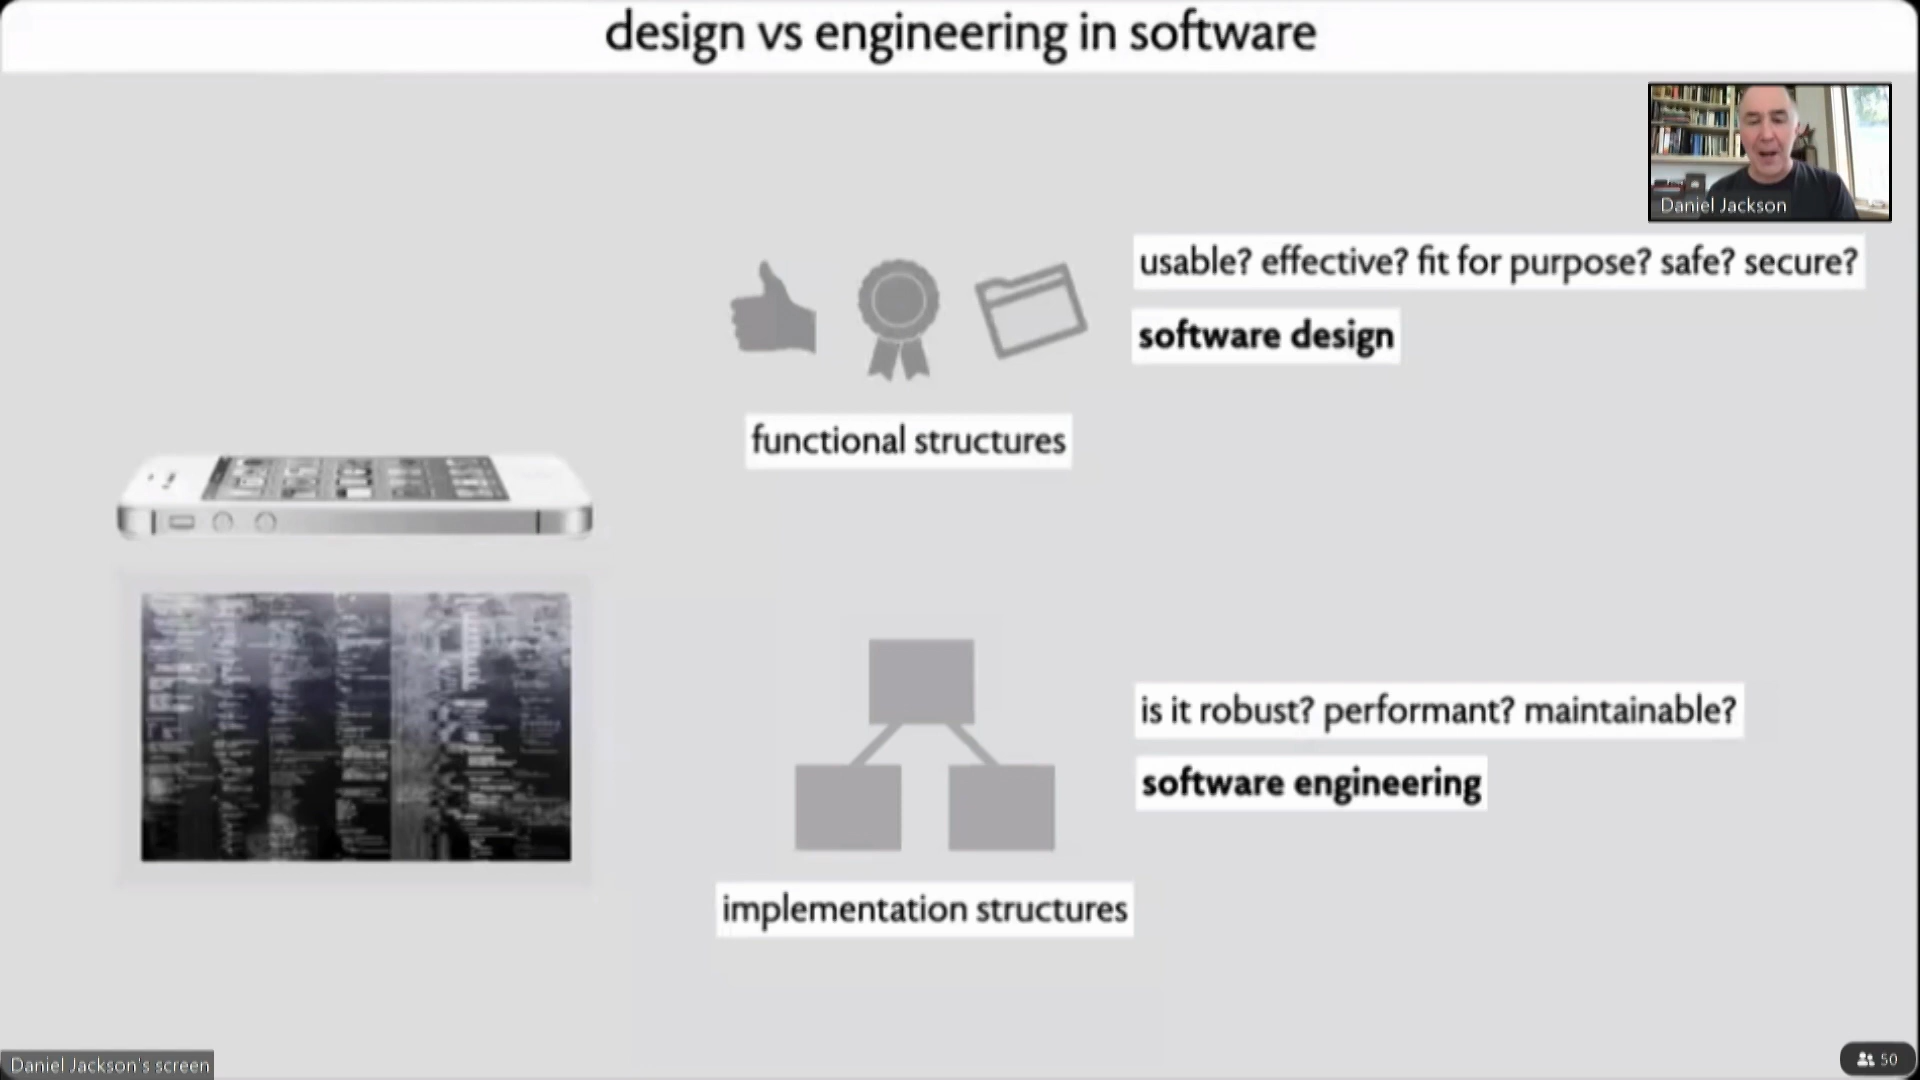 design vs engineering in software
Daniel Jackson
usable? effective? fit for purpose? safe? secure?
software design
functional structures
is it robust? performant? maintainable?
software engineering
implementation structures
Daniel Jackson's screen
50